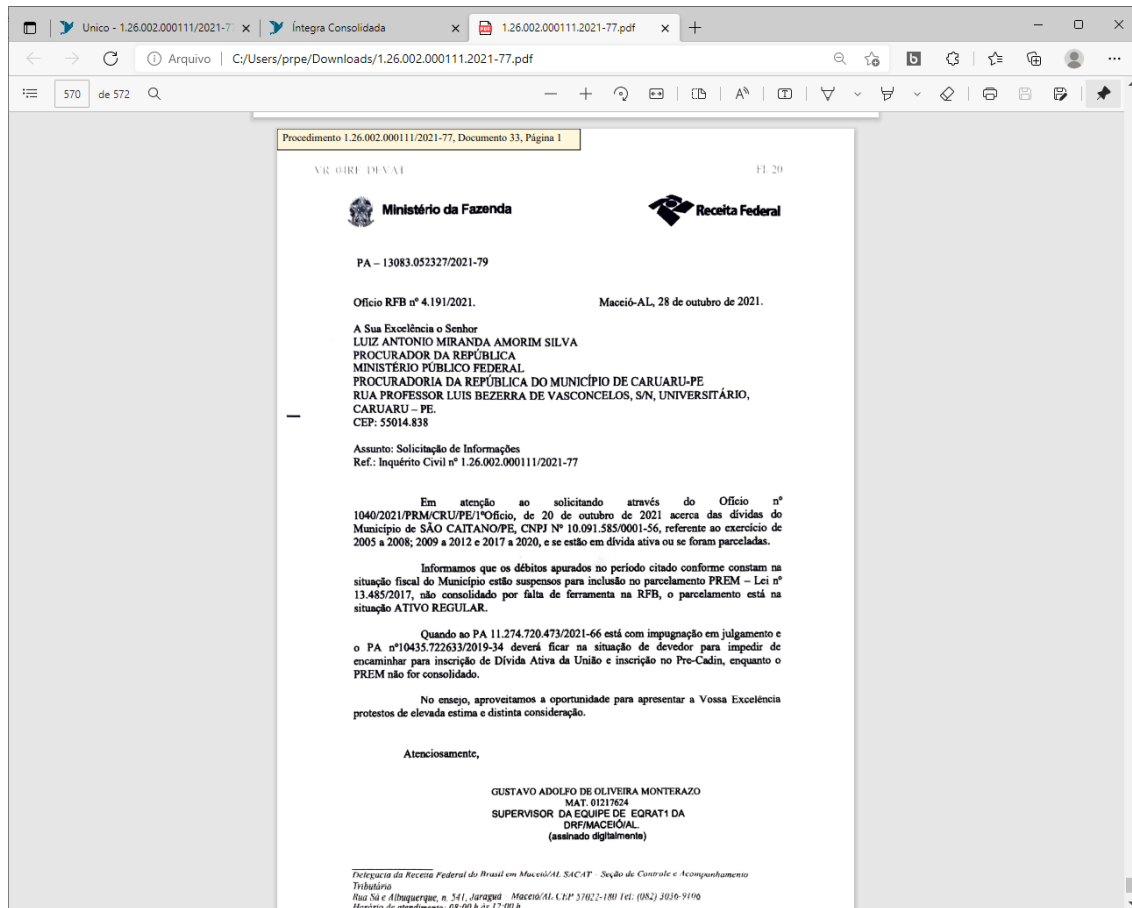 Unico - 1.26.002.000111/2021-7
Íntegra Consolidada
1.26.002.000111.2021-77.pdf
Arquivo C:/Users/prpe/Downloads/1.26.002.000111.2021-77.pdf
570 de 572
Procedimento 1.26.002.000111/2021-77, Documento 33, Página 1
VR 04RF DEVAT Fl. 20
Ministério da Fazenda Receita Federal
PA – 13083.052327/2021-79
Ofício RFB nº 4.191/2021. Maceió-AL, 28 de outubro de 2021.
A Sua Excelência o Senhor
LUIZ ANTONIO MIRANDA AMORIM SILVA
PROCURADOR DA REPÚBLICA
MINISTÉRIO PÚBLICO FEDERAL
PROCURADORIA DA REPÚBLICA DO MUNICÍPIO DE CARUARU-PE
RUA PROFESSOR LUIS BEZERRA DE VASCONCELOS, S/N, UNIVERSITÁRIO,
CARUARU – PE.
CEP: 55014.838
Assunto: Solicitação de Informações
Ref.: Inquérito Civil nº 1.26.002.000111/2021-77
Em atenção ao solicitando através do Ofício nº
1040/2021/PRM/CRU/PE/1ºOfício, de 20 de outubro de 2021 acerca das dívidas do
Município de SÃO CAITANO/PE, CNPJ Nº 10.091.585/0001-56, referente ao exercício de
2005 a 2008; 2009 a 2012 e 2017 a 2020, e se estão em dívida ativa ou se foram parceladas.
Informamos que os débitos apurados no período citado conforme constam na
situação fiscal do Município estão suspensos para inclusão no parcelamento PREM – Lei nº
13.485/2017, não consolidado por falta de ferramenta na RFB, o parcelamento está na
situação ATIVO REGULAR.
Quando ao PA 11.274.720.473/2021-66 está com impugnação em julgamento e
o PA nº10435.722633/2019-34 deverá ficar na situação de devedor para impedir de
encaminhar para inscrição de Dívida Ativa da União e inscrição no Pre-Cadin, enquanto o
PREM não for consolidado.
No ensejo, aproveitamos a oportunidade para apresentar a Vossa Excelência
protestos de elevada estima e distinta consideração.
Atenciosamente,
GUSTAVO ADOLFO DE OLIVEIRA MONTERAZO
MAT. 01217624
SUPERVISOR DA EQUIPE DE EQRAT1 DA
DRF/MACEIÓ/AL.
(assinado digitalmente)
Delegacia da Receita Federal do Brasil em Maceió/AL SACAT – Seção de Controle e Acompanhamento
Tributário
Rua Sá e Albuquerque, n. 541, Jaraguá Maceió/AL CEP 57022-180 Tel: (082) 3036-9106
Horário de atendimento: 08:00 h às 12:00 h